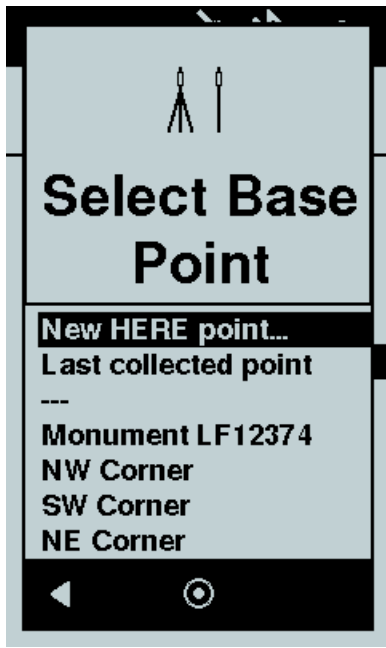 Select Base
Point
New HERE point...
Last collected point
---
Monument LF12374
NW Corner
SW Corner
NE Corner